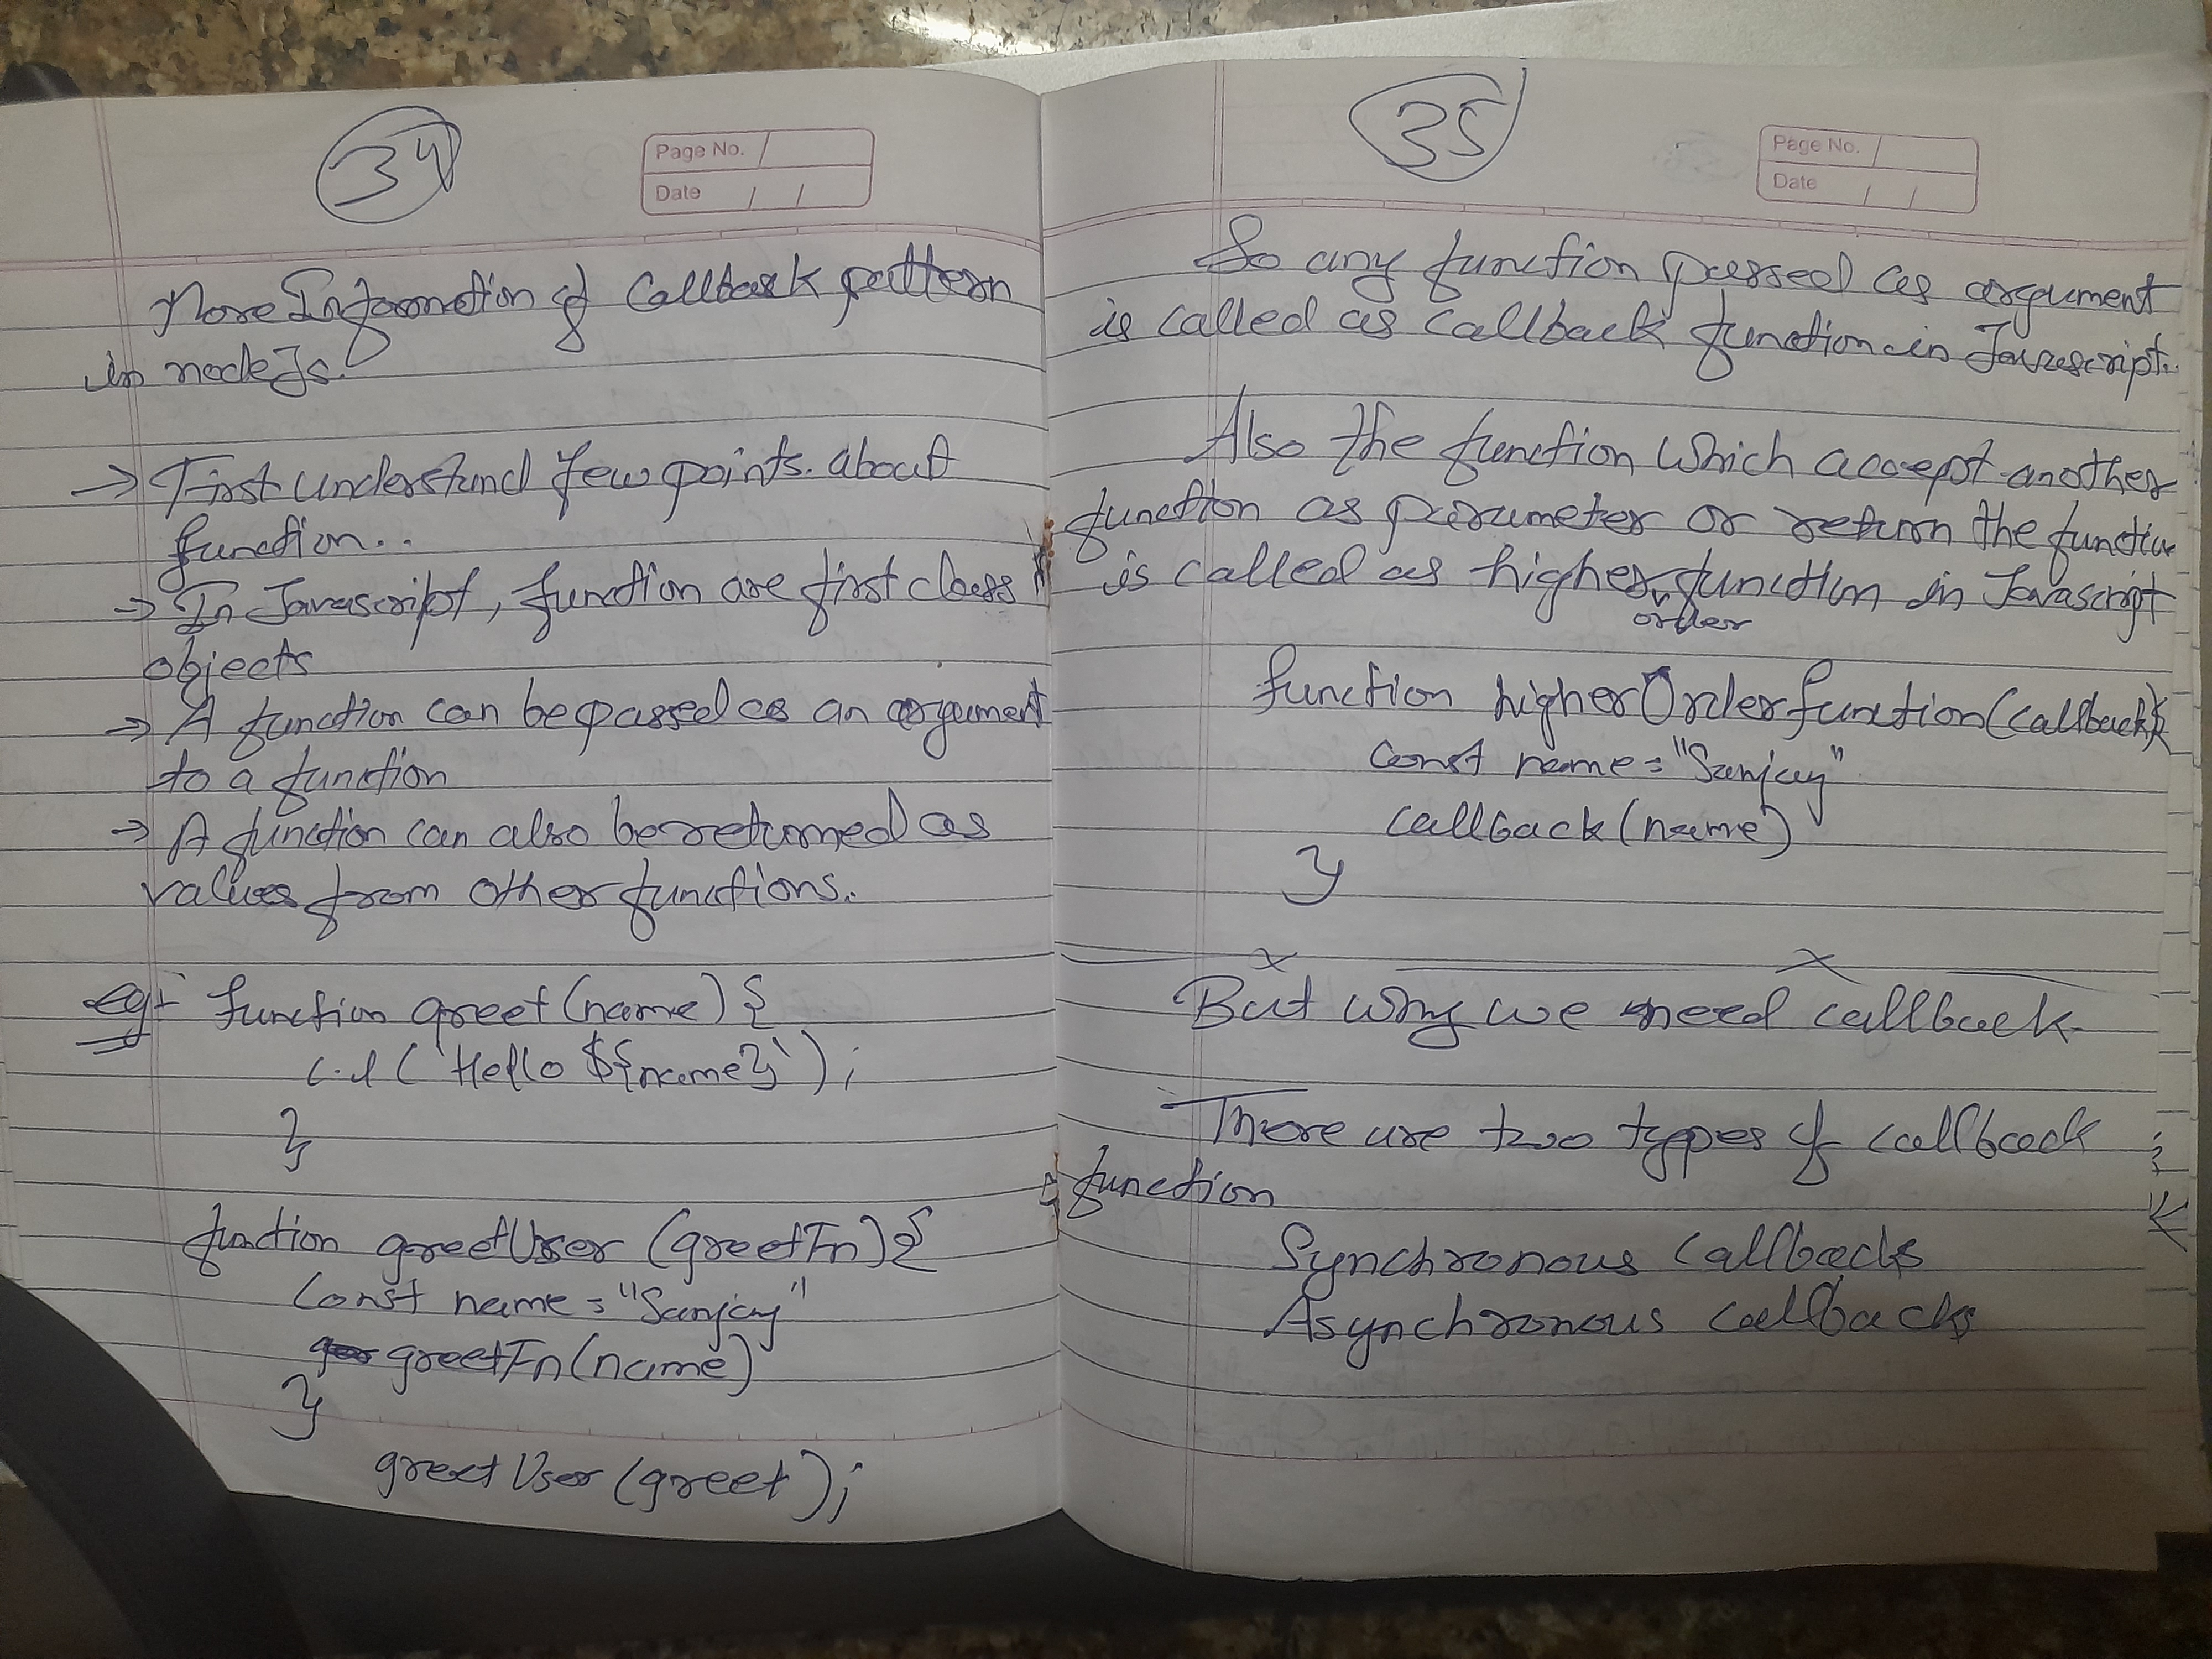 34
Page No.
Date
More Information of Callback pattern
in node Js.
→ First understand few points about
function..
→ In Javascript, function are first class
objects
→ A function can be passed as an argument
to a function
→ A function can also be returned as
values from other functions.
eg:- function greet(name){
c.l(`Hello ${name}`);
}
function greetUser(greetFn){
const name = "Sanjay"
greetFn(name)
}
greetUser(greet);
35
Page No.
Date
So any function passed as argument
is called as callback function in Javascript.
Also the function which accept another
function as parameter or return the function
is called as higher order function in Javascript
function higherOrderfunction(callback){
const name = "Sanjay"
callback(name)
}
But why we need callback
There are two types of callback
function
Synchronous callbacks
Asynchronous callbacks